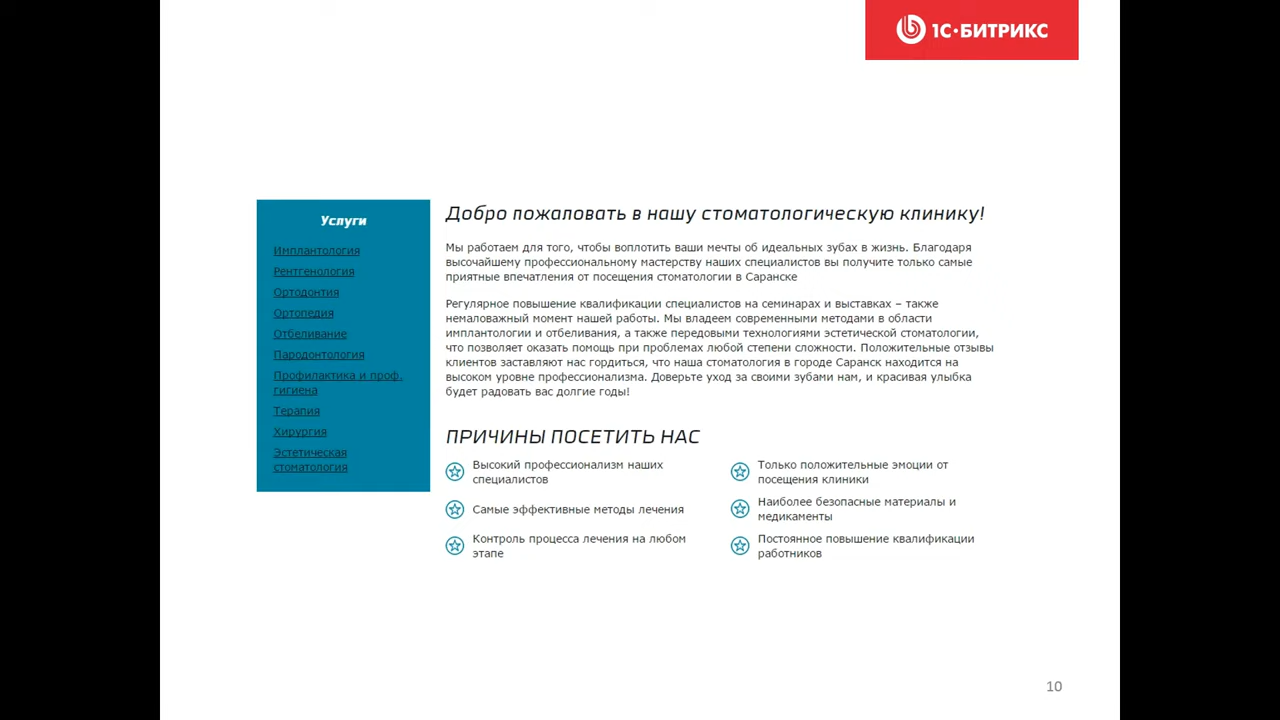 1С·БИТРИКС
Услуги
Имплантология
Рентгенология
Ортодонтия
Ортопедия
Отбеливание
Пародонтология
Профилактика и проф.
гигиена
Терапия
Хирургия
Эстетическая
стоматология
Добро пожаловать в нашу стоматологическую клинику!
Мы работаем для того, чтобы воплотить ваши мечты об идеальных зубах в жизнь. Благодаря
высочайшему профессиональному мастерству наших специалистов вы получите только самые
приятные впечатления от посещения стоматологии в Саранске
Регулярное повышение квалификации специалистов на семинарах и выставках – также
немаловажный момент нашей работы. Мы владеем современными методами в области
имплантологии и отбеливания, а также передовыми технологиями эстетической стоматологии,
что позволяет оказать помощь при проблемах любой степени сложности. Положительные отзывы
клиентов заставляют нас гордиться, что наша стоматология в городе Саранск находится на
высоком уровне профессионализма. Доверьте уход за своими зубами нам, и красивая улыбка
будет радовать вас долгие годы!
ПРИЧИНЫ ПОСЕТИТЬ НАС
Высокий профессионализм наших
специалистов
Только положительные эмоции от
посещения клиники
Самые эффективные методы лечения
Наиболее безопасные материалы и
медикаменты
Контроль процесса лечения на любом
этапе
Постоянное повышение квалификации
работников
10